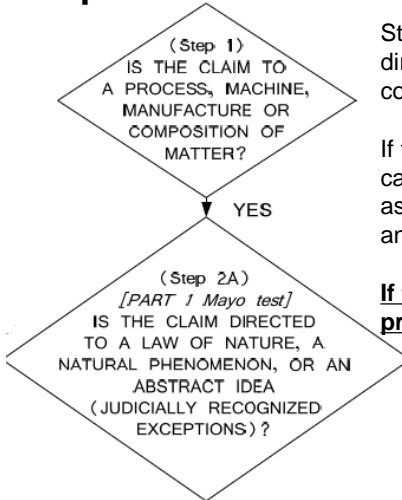 (Step 1)
IS THE CLAIM TO
A PROCESS, MACHINE,
MANUFACTURE OR
COMPOSITION OF
MATTER?
YES
(Step 2A)
[PART 1 Mayo test]
IS THE CLAIM DIRECTED
TO A LAW OF NATURE, A
NATURAL PHENOMENON, OR AN
ABSTRACT IDEA
(JUDICIALLY RECOGNIZED
EXCEPTIONS)?
St
di
co
If
ca
as
an
If
pr